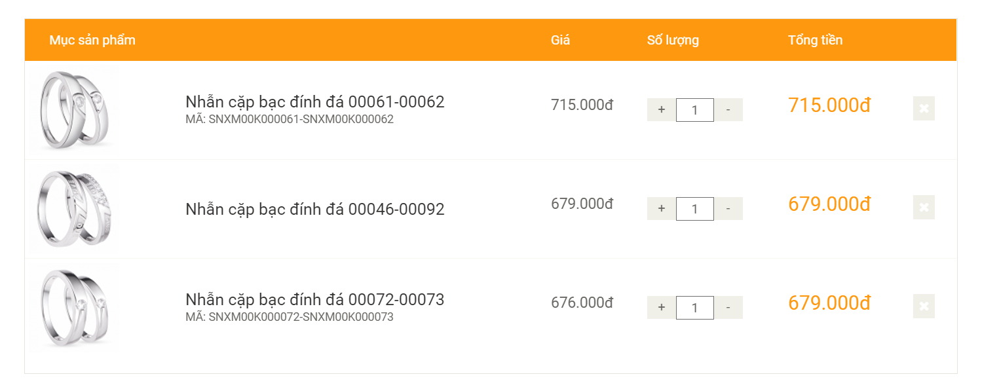 Mục sản phẩm Giá Số lượng Tổng tiền
Nhẫn cặp bạc đính đá 00061-00062 715.000đ + 1 - 715.000đ
MÃ: SNXM00K000061-SNXM00K000062
Nhẫn cặp bạc đính đá 00046-00092 679.000đ + 1 - 679.000đ
Nhẫn cặp bạc đính đá 00072-00073 676.000đ + 1 - 679.000đ
MÃ: SNXM00K000072-SNXM00K000073